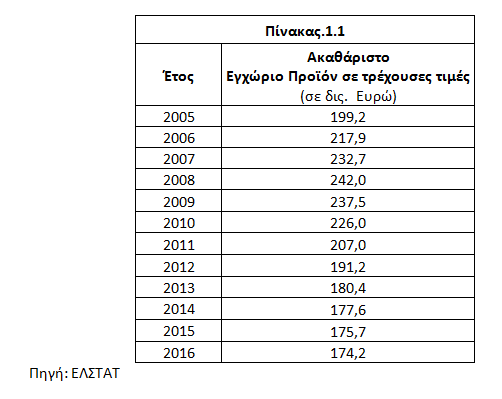 Πίνακας.1.1
Έτος Ακαθάριστο
Εγχώριο Προϊόν σε τρέχουσες τιμές
(σε δις. Ευρώ)
2005 199,2
2006 217,9
2007 232,7
2008 242,0
2009 237,5
2010 226,0
2011 207,0
2012 191,2
2013 180,4
2014 177,6
2015 175,7
2016 174,2
Πηγή: ΕΛΣΤΑΤ